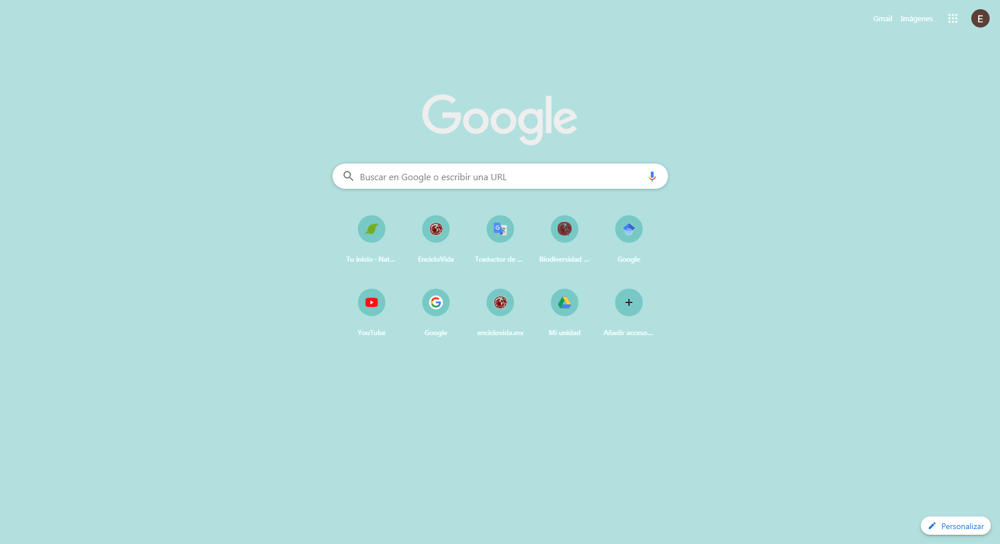 Gmail Imágenes E
Google
Buscar en Google o escribir una URL
Tu inicio · Nat... EncicloVida Traductor de ... Biodiversidad ... Google
YouTube Google enciclovida.mx Mi unidad Añadir acceso...
Personalizar